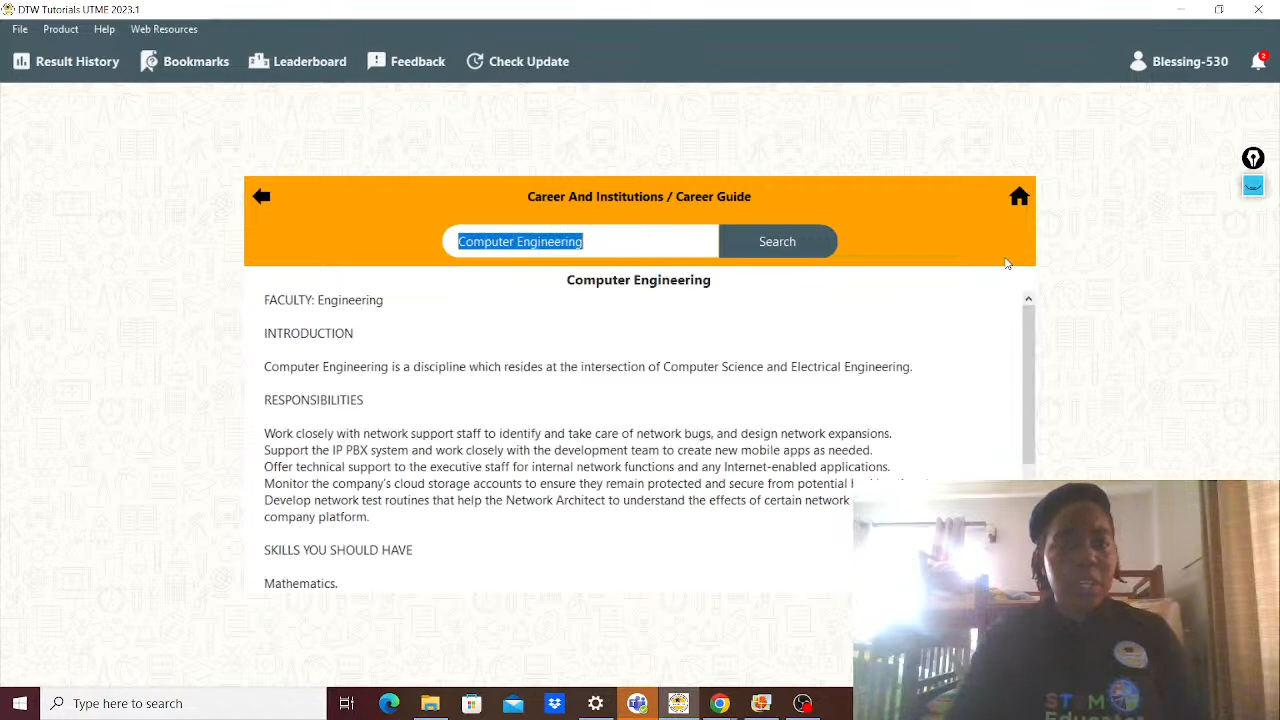 DTW Tutorials UTME 2023.1
File Product Help Web Resources
Result History Bookmarks Leaderboard Feedback Check Update Blessing-530 2
Career And Institutions / Career Guide
Computer Engineering Search
Computer Engineering
FACULTY: Engineering
INTRODUCTION
Computer Engineering is a discipline which resides at the intersection of Computer Science and Electrical Engineering.
RESPONSIBILITIES
Work closely with network support staff to identify and take care of network bugs, and design network expansions.
Support the IP PBX system and work closely with the development team to create new mobile apps as needed.
Offer technical support to the executive staff for internal network functions and any Internet-enabled applications.
Monitor the company's cloud storage accounts to ensure they remain protected and secure from potential
Develop network test routines that help the Network Architect to understand the effects of certain network
company platform.
SKILLS YOU SHOULD HAVE
Mathematics.
Educator
Type here to search